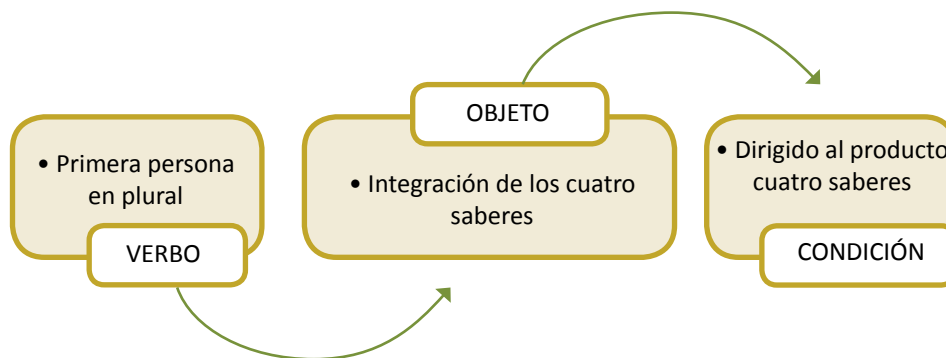 • Primera persona
en plural
VERBO
OBJETO
• Integración de los cuatro
saberes
• Dirigido al producto
cuatro saberes
CONDICIÓN